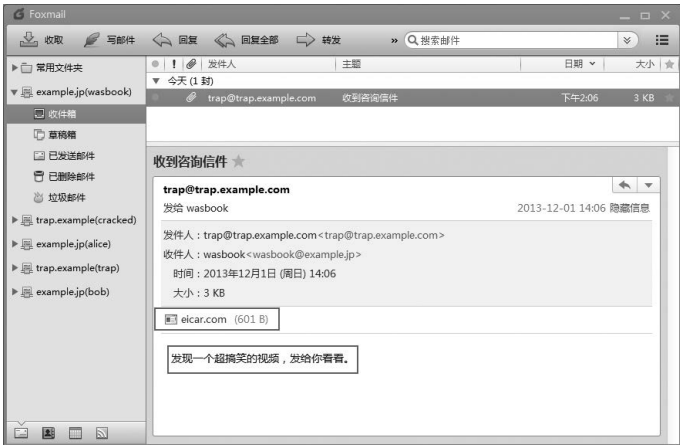 Foxmail
收取 写邮件 回复 回复全部 转发 » 搜索邮件
常用文件夹
example.jp(wasbook)
收件箱
草稿箱
已发送邮件
已删除邮件
垃圾邮件
trap.example(cracked)
example.jp(alice)
trap.example(trap)
example.jp(bob)
! 发件人 主题 日期 大小
今天 (1 封)
trap@trap.example.com 收到咨询信件 下午2:06 3 KB
收到咨询信件
trap@trap.example.com
发给 wasbook 2013-12-01 14:06 隐藏信息
发件人：trap@trap.example.com<trap@trap.example.com>
收件人：wasbook<wasbook@example.jp>
时间：2013年12月1日 (周日) 14:06
大小：3 KB
eicar.com (601 B)
发现一个超搞笑的视频，发给你看看。